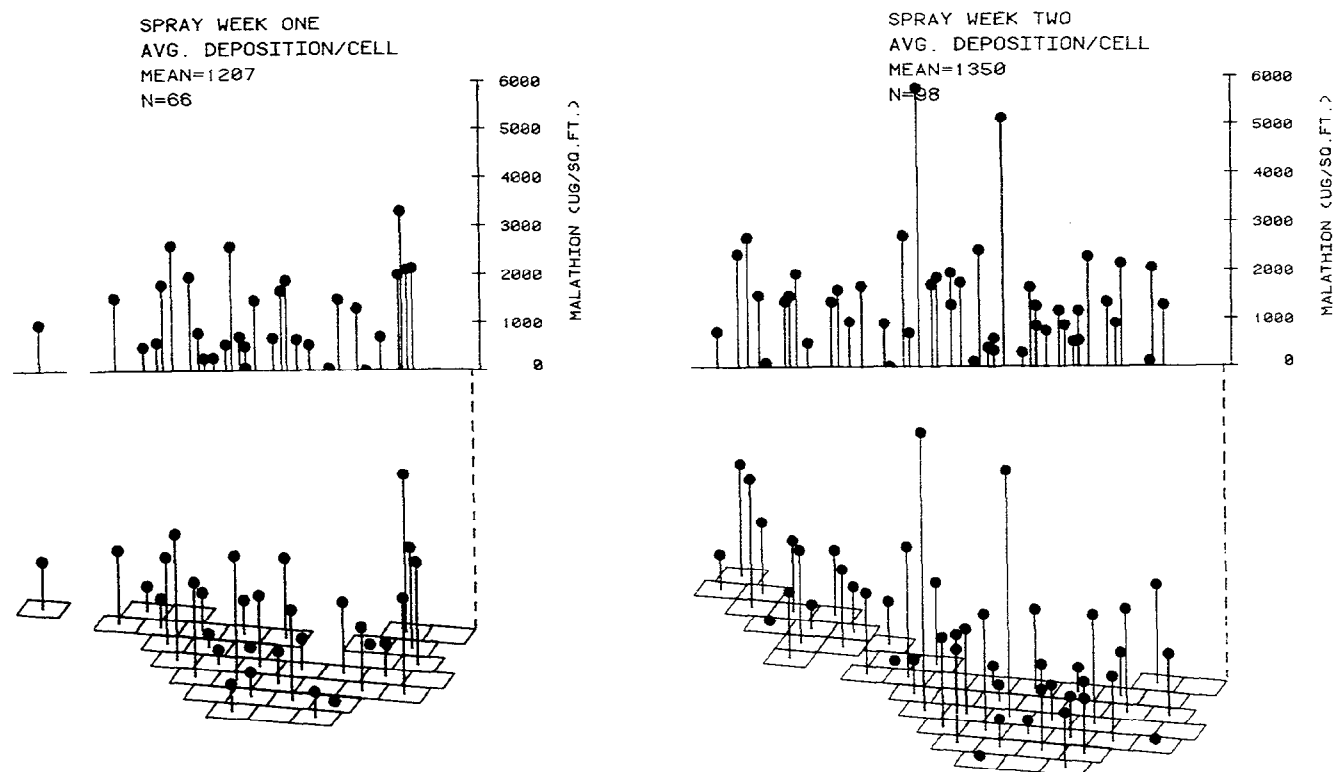 SPRAY WEEK ONE
AVG. DEPOSITION/CELL
MEAN=1207
N=66
6000
5000
4000
3000
2000
1000
0
MALATHION (UG/SQ.FT.)
SPRAY WEEK TWO
AVG. DEPOSITION/CELL
MEAN=1350
N=98
6000
5000
4000
3000
2000
1000
0
MALATHION (UG/SQ.FT.)